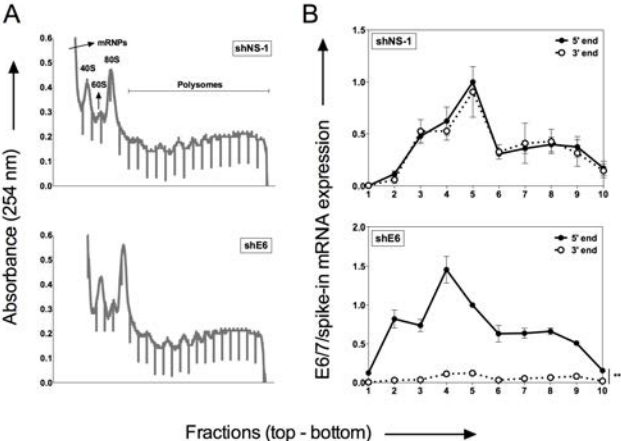 A
B
Absorbance (254 nm)
0.6
0.5
0.4
0.3
0.2
0.1
0.0
mRNPs
40S
60S
80S
Polysomes
shNS-1
0.6
0.5
0.4
0.3
0.2
0.1
0.0
shE6
E6/7/spike-in mRNA expression
1.5
1.0
0.5
0.0
shNS-1
5' end
3' end
1 2 3 4 5 6 7 8 9 10
2.0
1.5
1.0
0.5
0.0
shE6
5' end
3' end
**
1 2 3 4 5 6 7 8 9 10
Fractions (top - bottom)